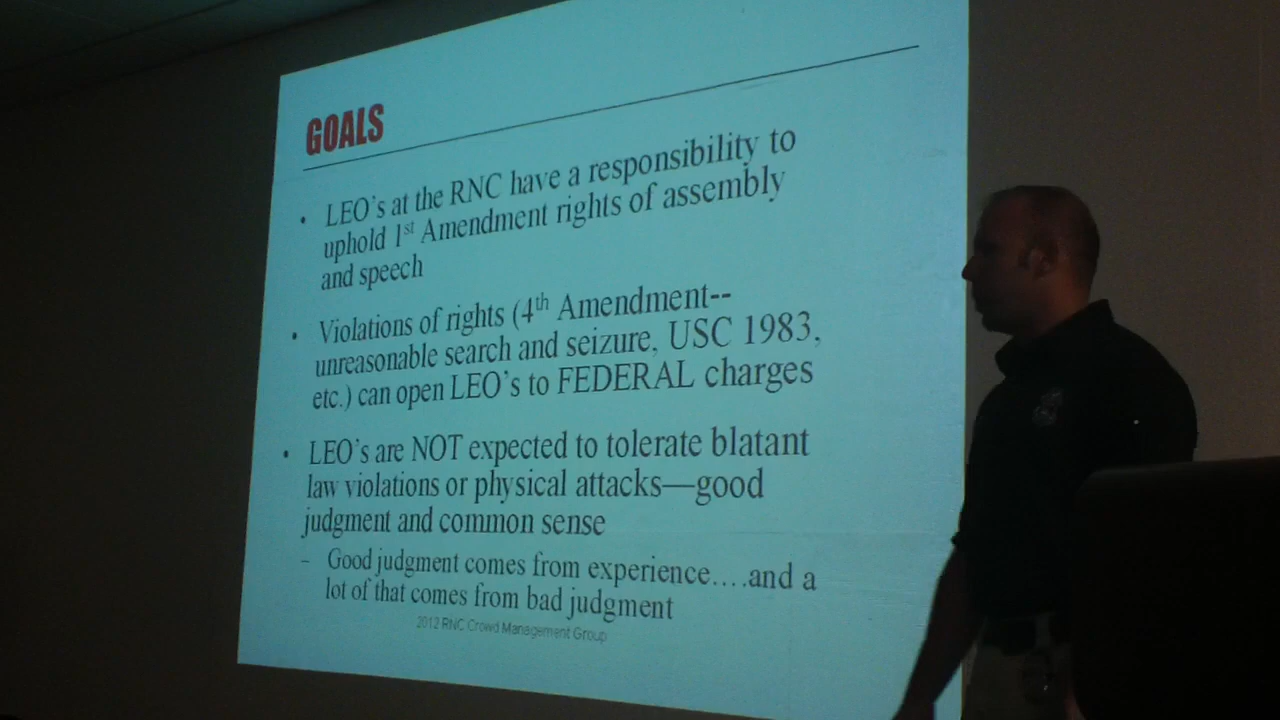 GOALS
• LEO's at the RNC have a responsibility to
uphold 1st Amendment rights of assembly
and speech
• Violations of rights (4th Amendment--
unreasonable search and seizure, USC 1983,
etc.) can open LEO's to FEDERAL charges
• LEO's are NOT expected to tolerate blatant
law violations or physical attacks—good
judgment and common sense
– Good judgment comes from experience….and a
lot of that comes from bad judgment
2012 RNC Crowd Management Group